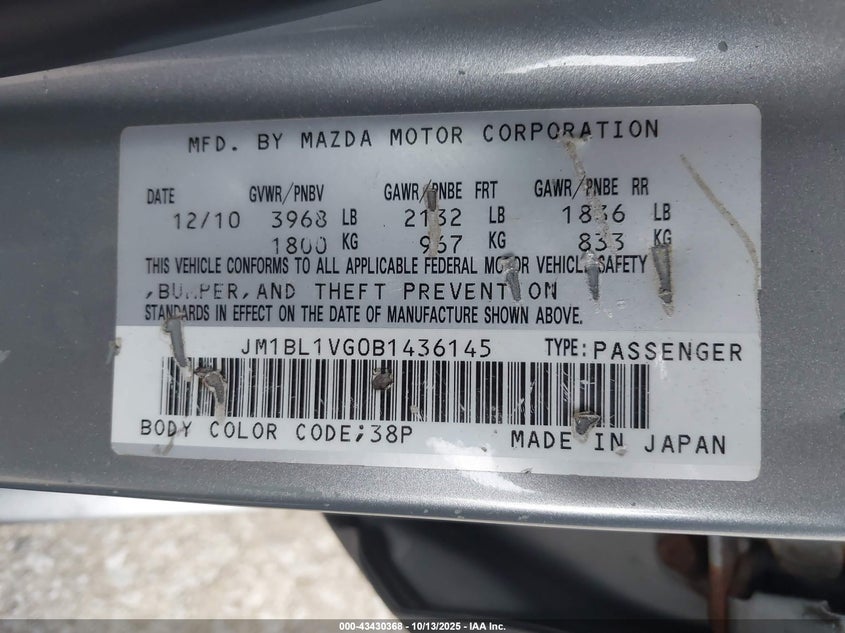 MFD. BY MAZDA MOTOR CORPORATION
DATE GVWR/PNBV GAWR/PNBE FRT GAWR/PNBE RR
12/10 3968 LB 2132 LB 1836 LB
1800 KG 967 KG 833 KG
THIS VEHICLE CONFORMS TO ALL APPLICABLE FEDERAL MOTOR VEHICLE SAFETY
,BUMPER,AND THEFT PREVENTION
STANDARDS IN EFFECT ON THE DATE OF MANUFACTURE SHOWN ABOVE.
JM1BL1VG0B1436145 TYPE:PASSENGER
BODY COLOR CODE;38P MADE IN JAPAN
000-43430368 - 10/13/2025 - IAA Inc.